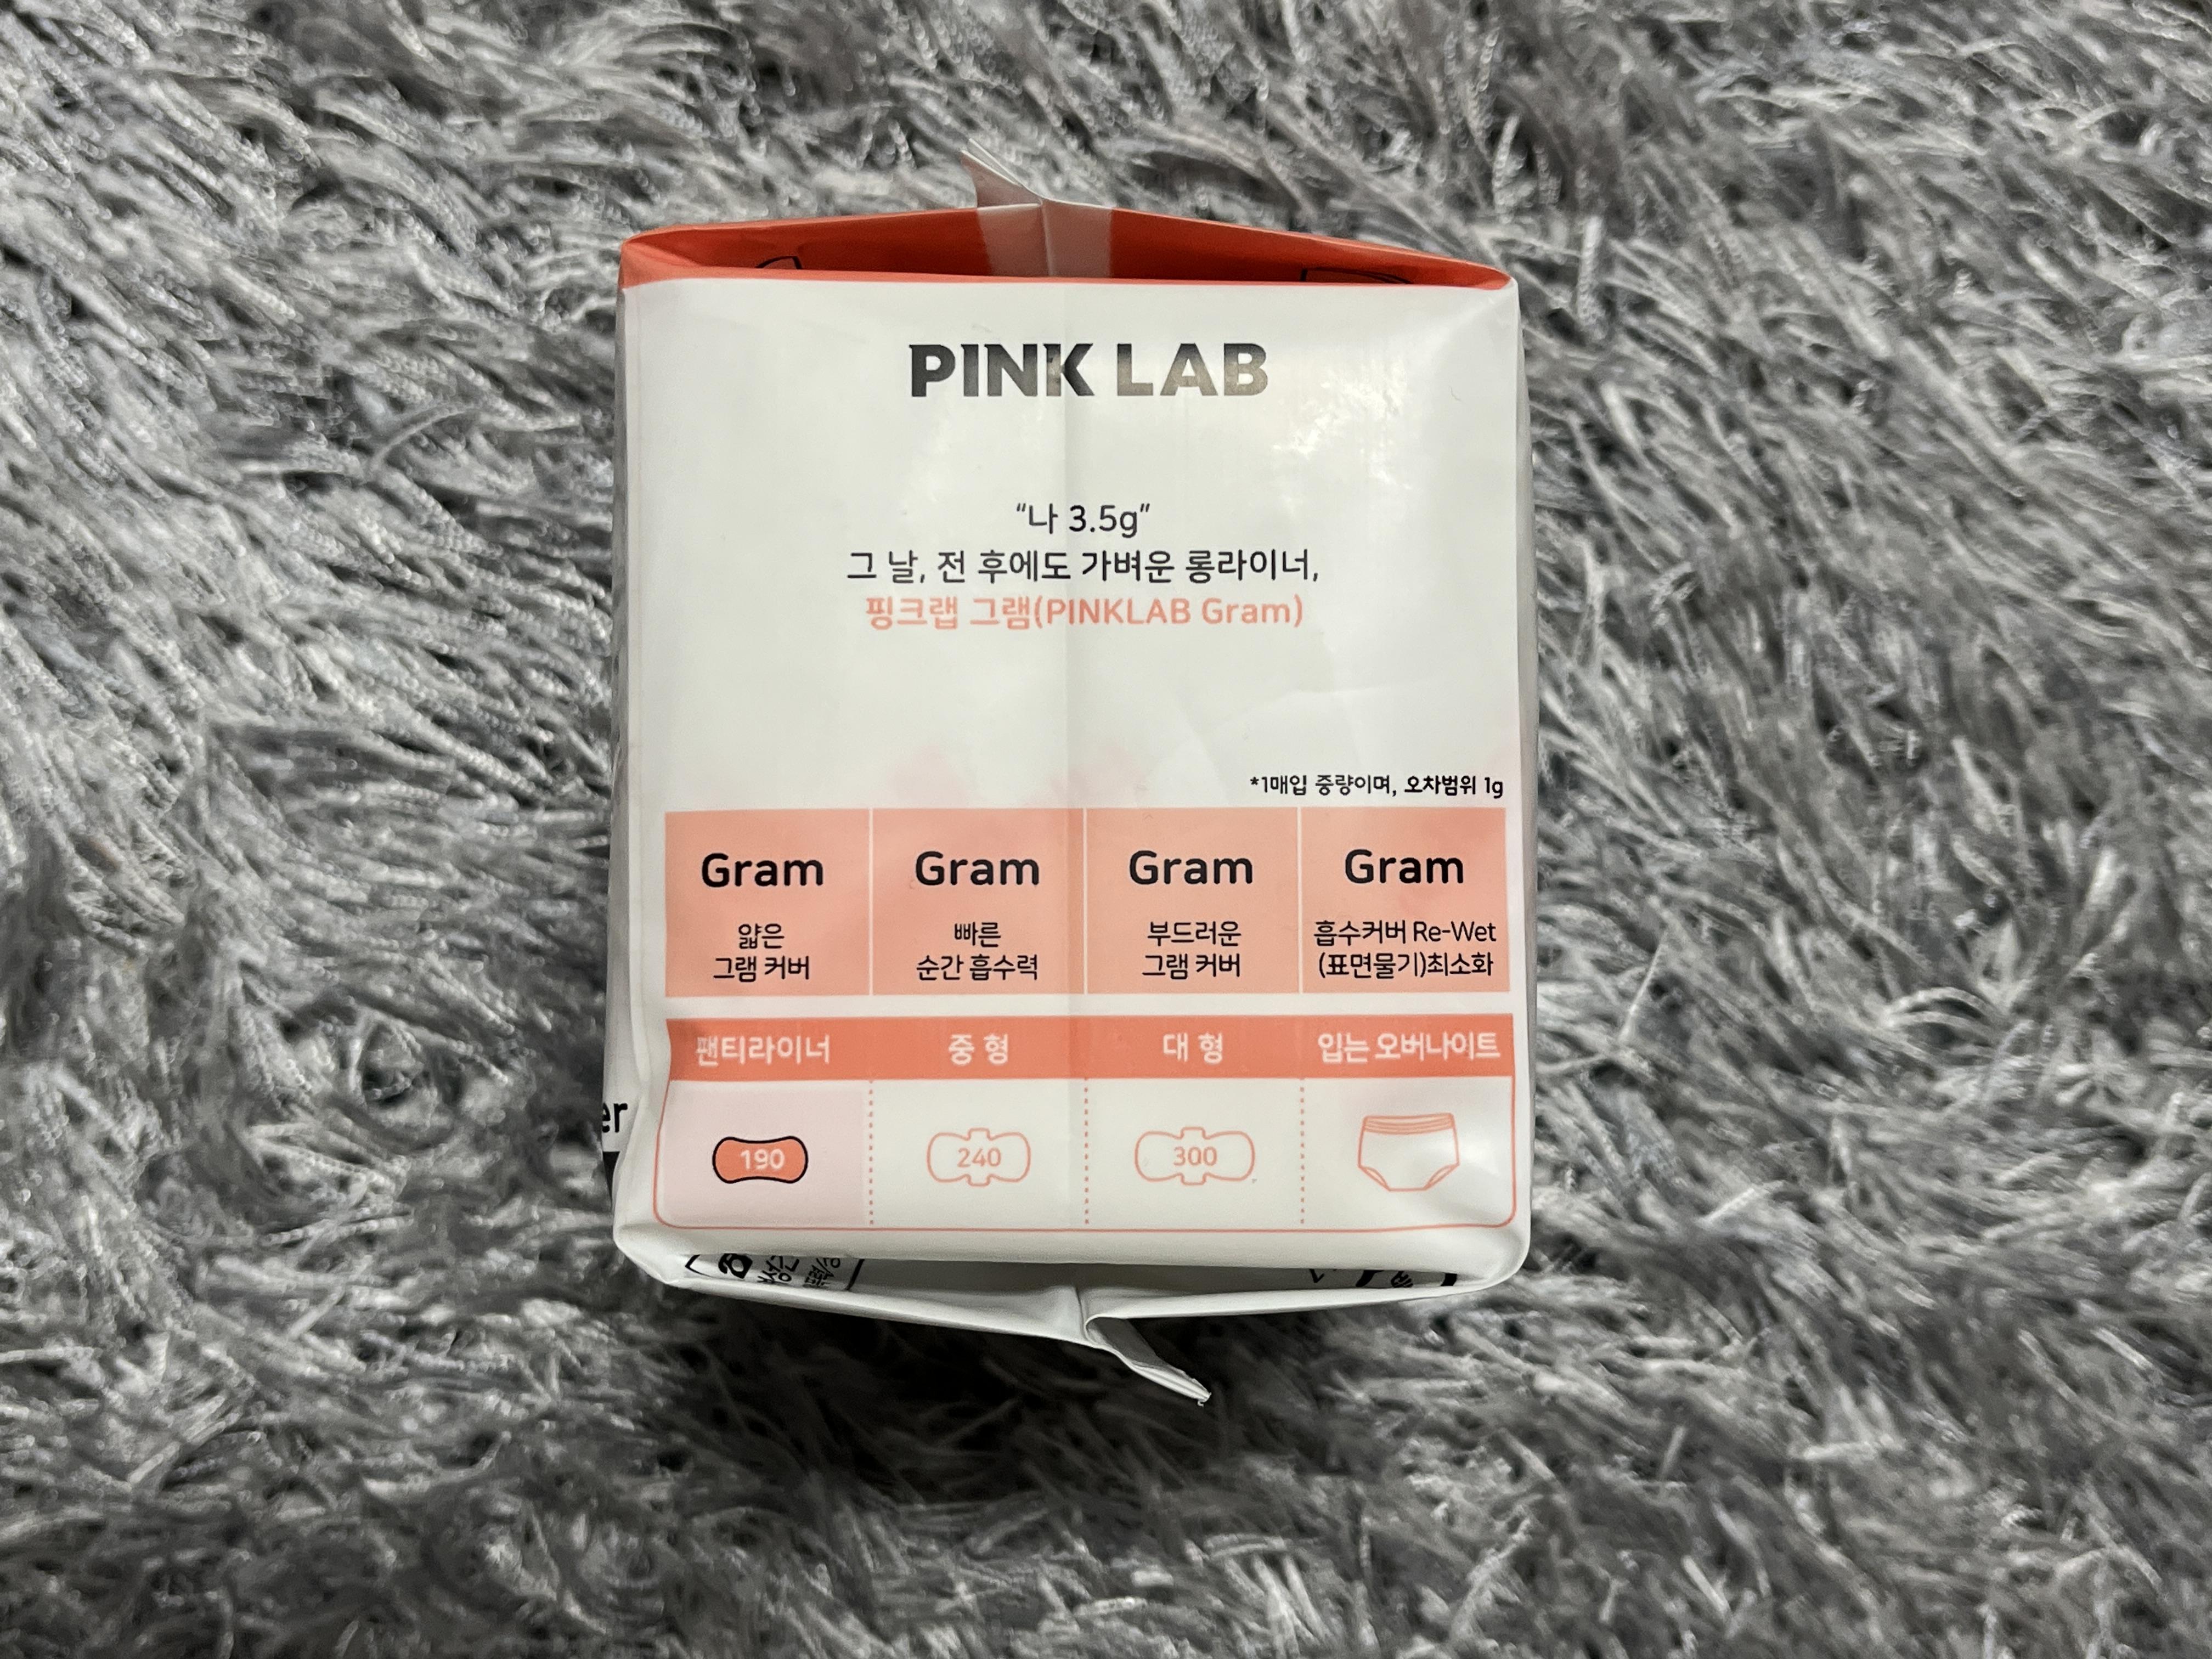 PINK LAB
“나 3.5g”
그 날, 전 후에도 가벼운 롱라이너,
핑크랩 그램(PINKLAB Gram)
*1매입 중량이며, 오차범위 1g
Gram Gram Gram Gram
얇은 빠른 부드러운 흡수커버 Re-Wet
그램 커버 순간 흡수력 그램 커버 (표면물기)최소화
팬티라이너 중 형 대 형 입는 오버나이트
er
190 240 300